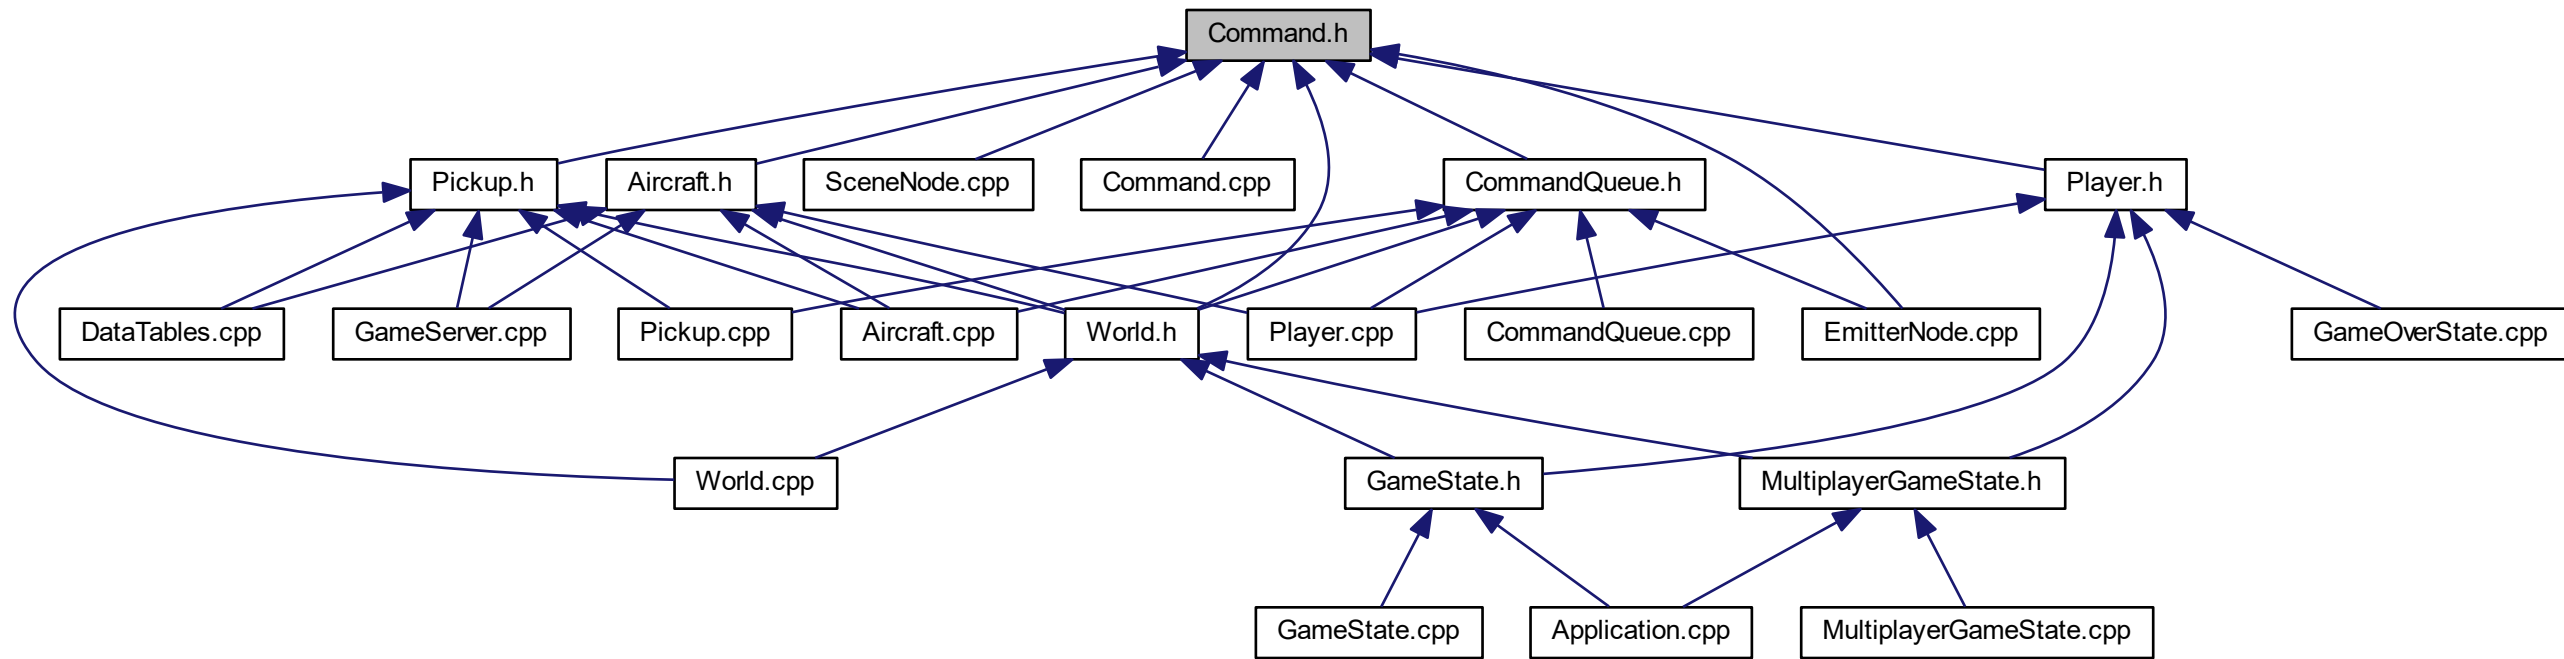 Command.h
Pickup.h
Aircraft.h
SceneNode.cpp
Command.cpp
CommandQueue.h
Player.h
DataTables.cpp
GameServer.cpp
Pickup.cpp
Aircraft.cpp
World.h
Player.cpp
CommandQueue.cpp
EmitterNode.cpp
GameOverState.cpp
World.cpp
GameState.h
MultiplayerGameState.h
GameState.cpp
Application.cpp
MultiplayerGameState.cpp